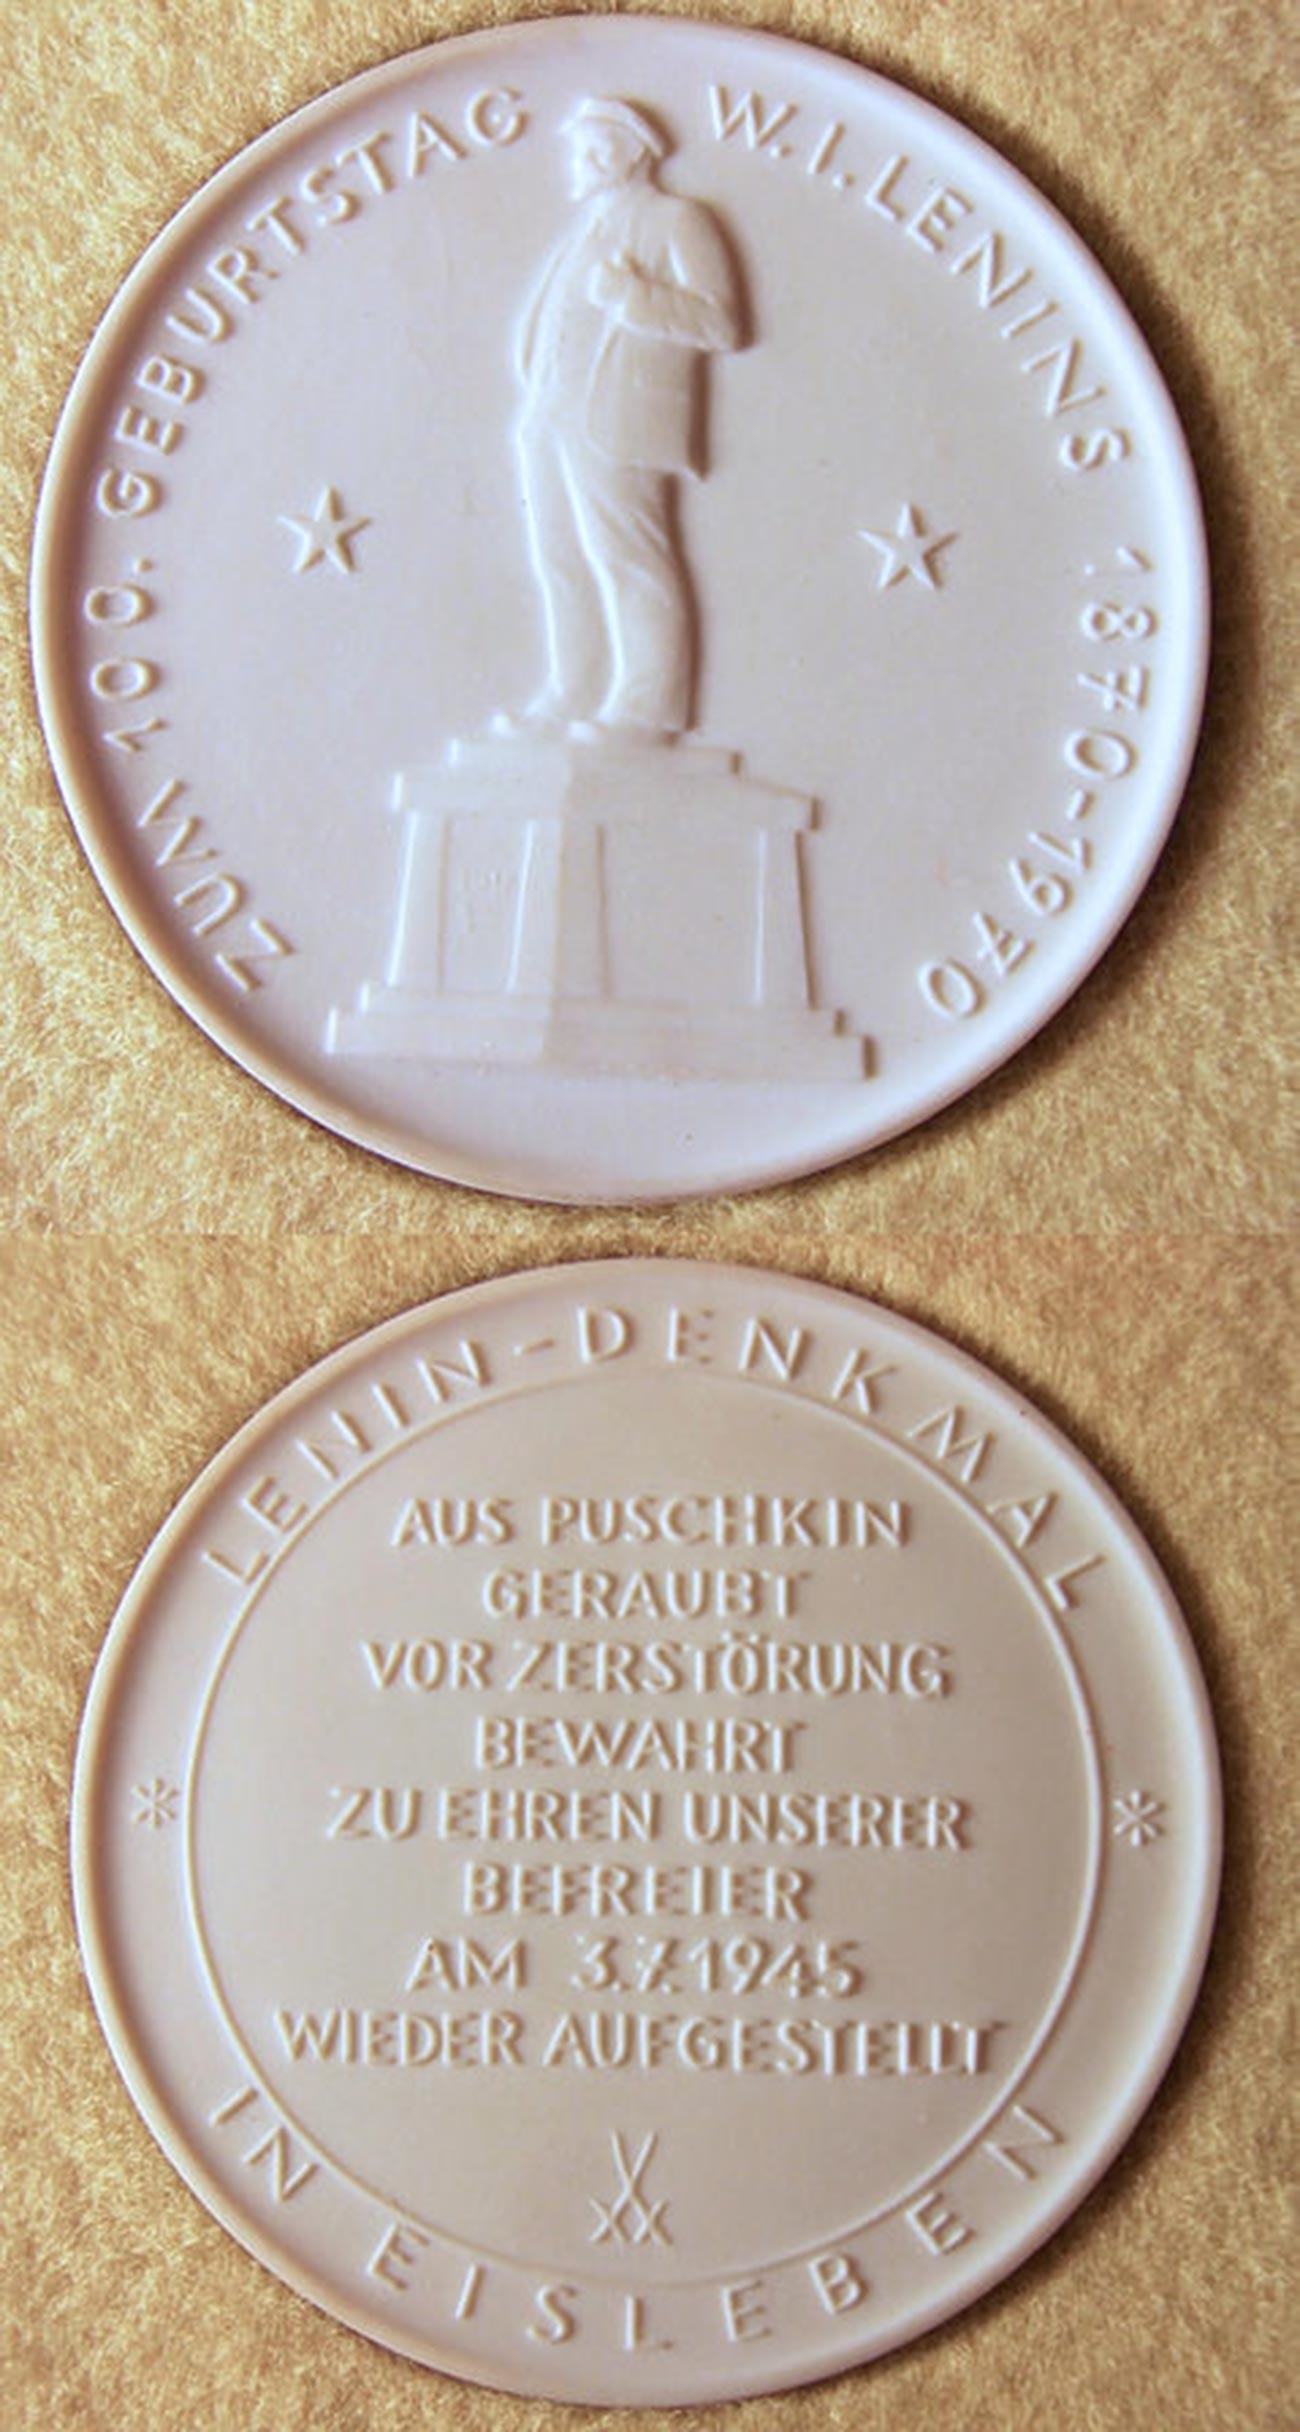 ZUM 100. GEBURTSTAG W.I.LENINS 1870-1970
LENIN-DENKMAL
AUS PUSCHKIN
GERAUBT
VOR ZERSTÖRUNG
BEWAHRT
ZU EHREN UNSERER
BEFREIER
AM 3.7.1945
WIEDER AUFGESTELLT
IN EISLEBEN